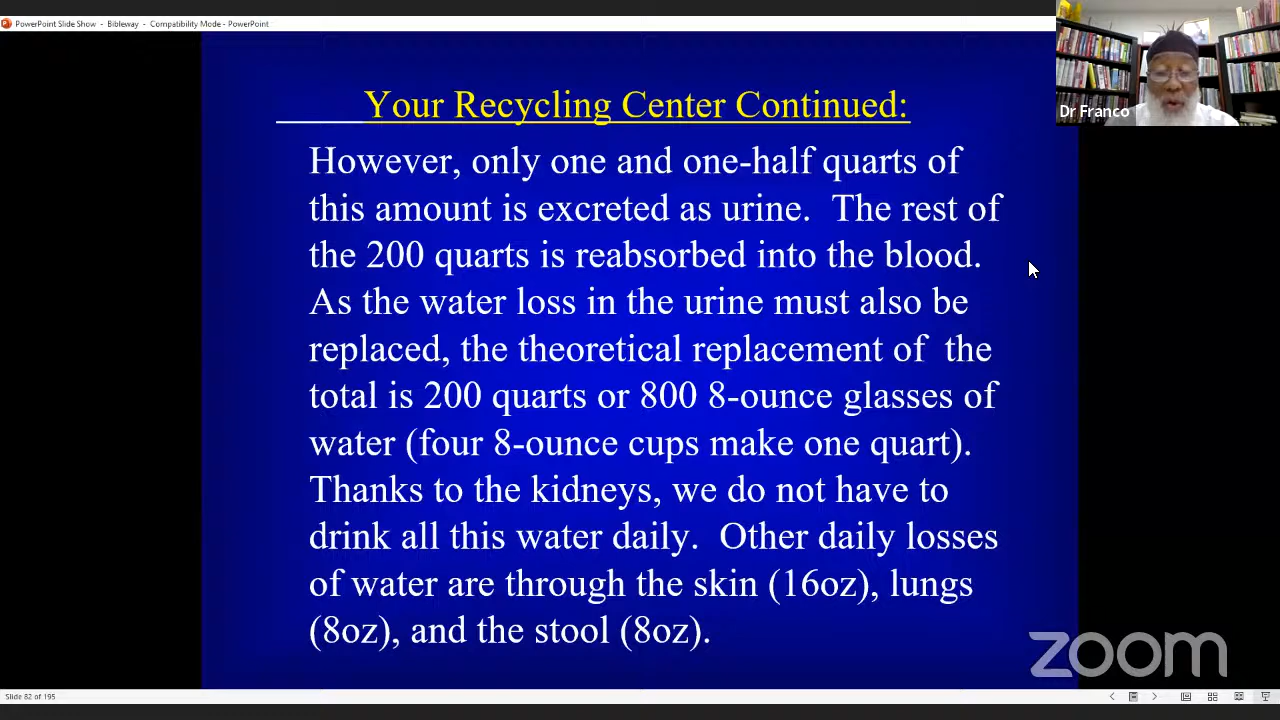 PowerPoint Slide Show - Bibleway - Compatibility Mode - PowerPoint
Dr Franco
Your Recycling Center Continued:
However, only one and one-half quarts of
this amount is excreted as urine.  The rest of
the 200 quarts is reabsorbed into the blood.
As the water loss in the urine must also be
replaced, the theoretical replacement of  the
total is 200 quarts or 800 8-ounce glasses of
water (four 8-ounce cups make one quart).
Thanks to the kidneys, we do not have to
drink all this water daily.  Other daily losses
of water are through the skin (16oz), lungs
(8oz), and the stool (8oz).
zoom
Slide 82 of 195